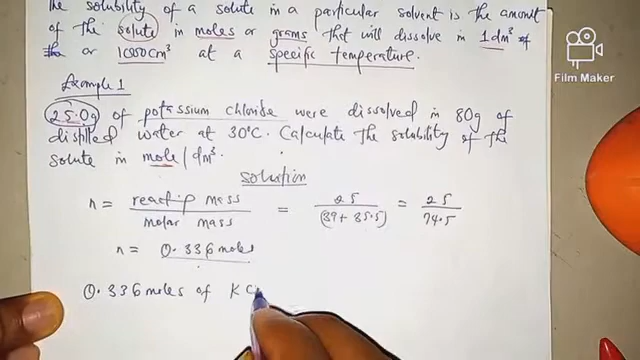 The solubility of a solute in a particular solvent is the amount
of the solute in moles or grams that will dissolve in 1dm³ of
or 1000cm³ at a specific temperature.
Film Maker
Example 1
25.0g of potassium chloride were dissolved in 80g of
distilled water at 30°C. Calculate the solubility of the
solute in mole/dm³.
Solution
n = reacting mass / molar mass = 25 / (39 + 35.5) = 25 / 74.5
n = 0.336 moles
0.336 moles of KC